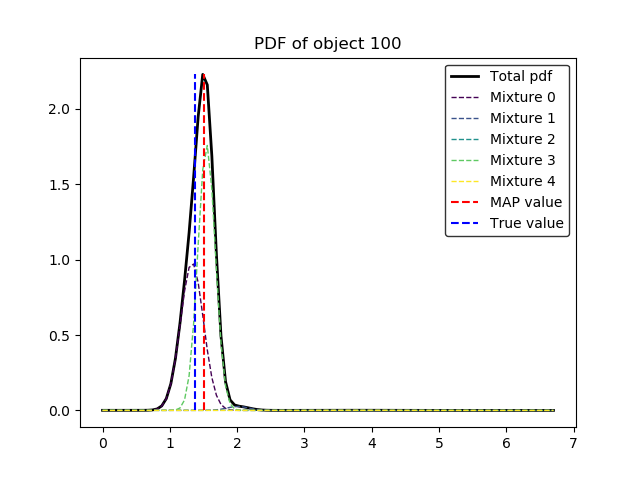 PDF of object 100
Total pdf
Mixture 0
Mixture 1
Mixture 2
Mixture 3
Mixture 4
MAP value
True value
2.0
1.5
1.0
0.5
0.0
0 1 2 3 4 5 6 7